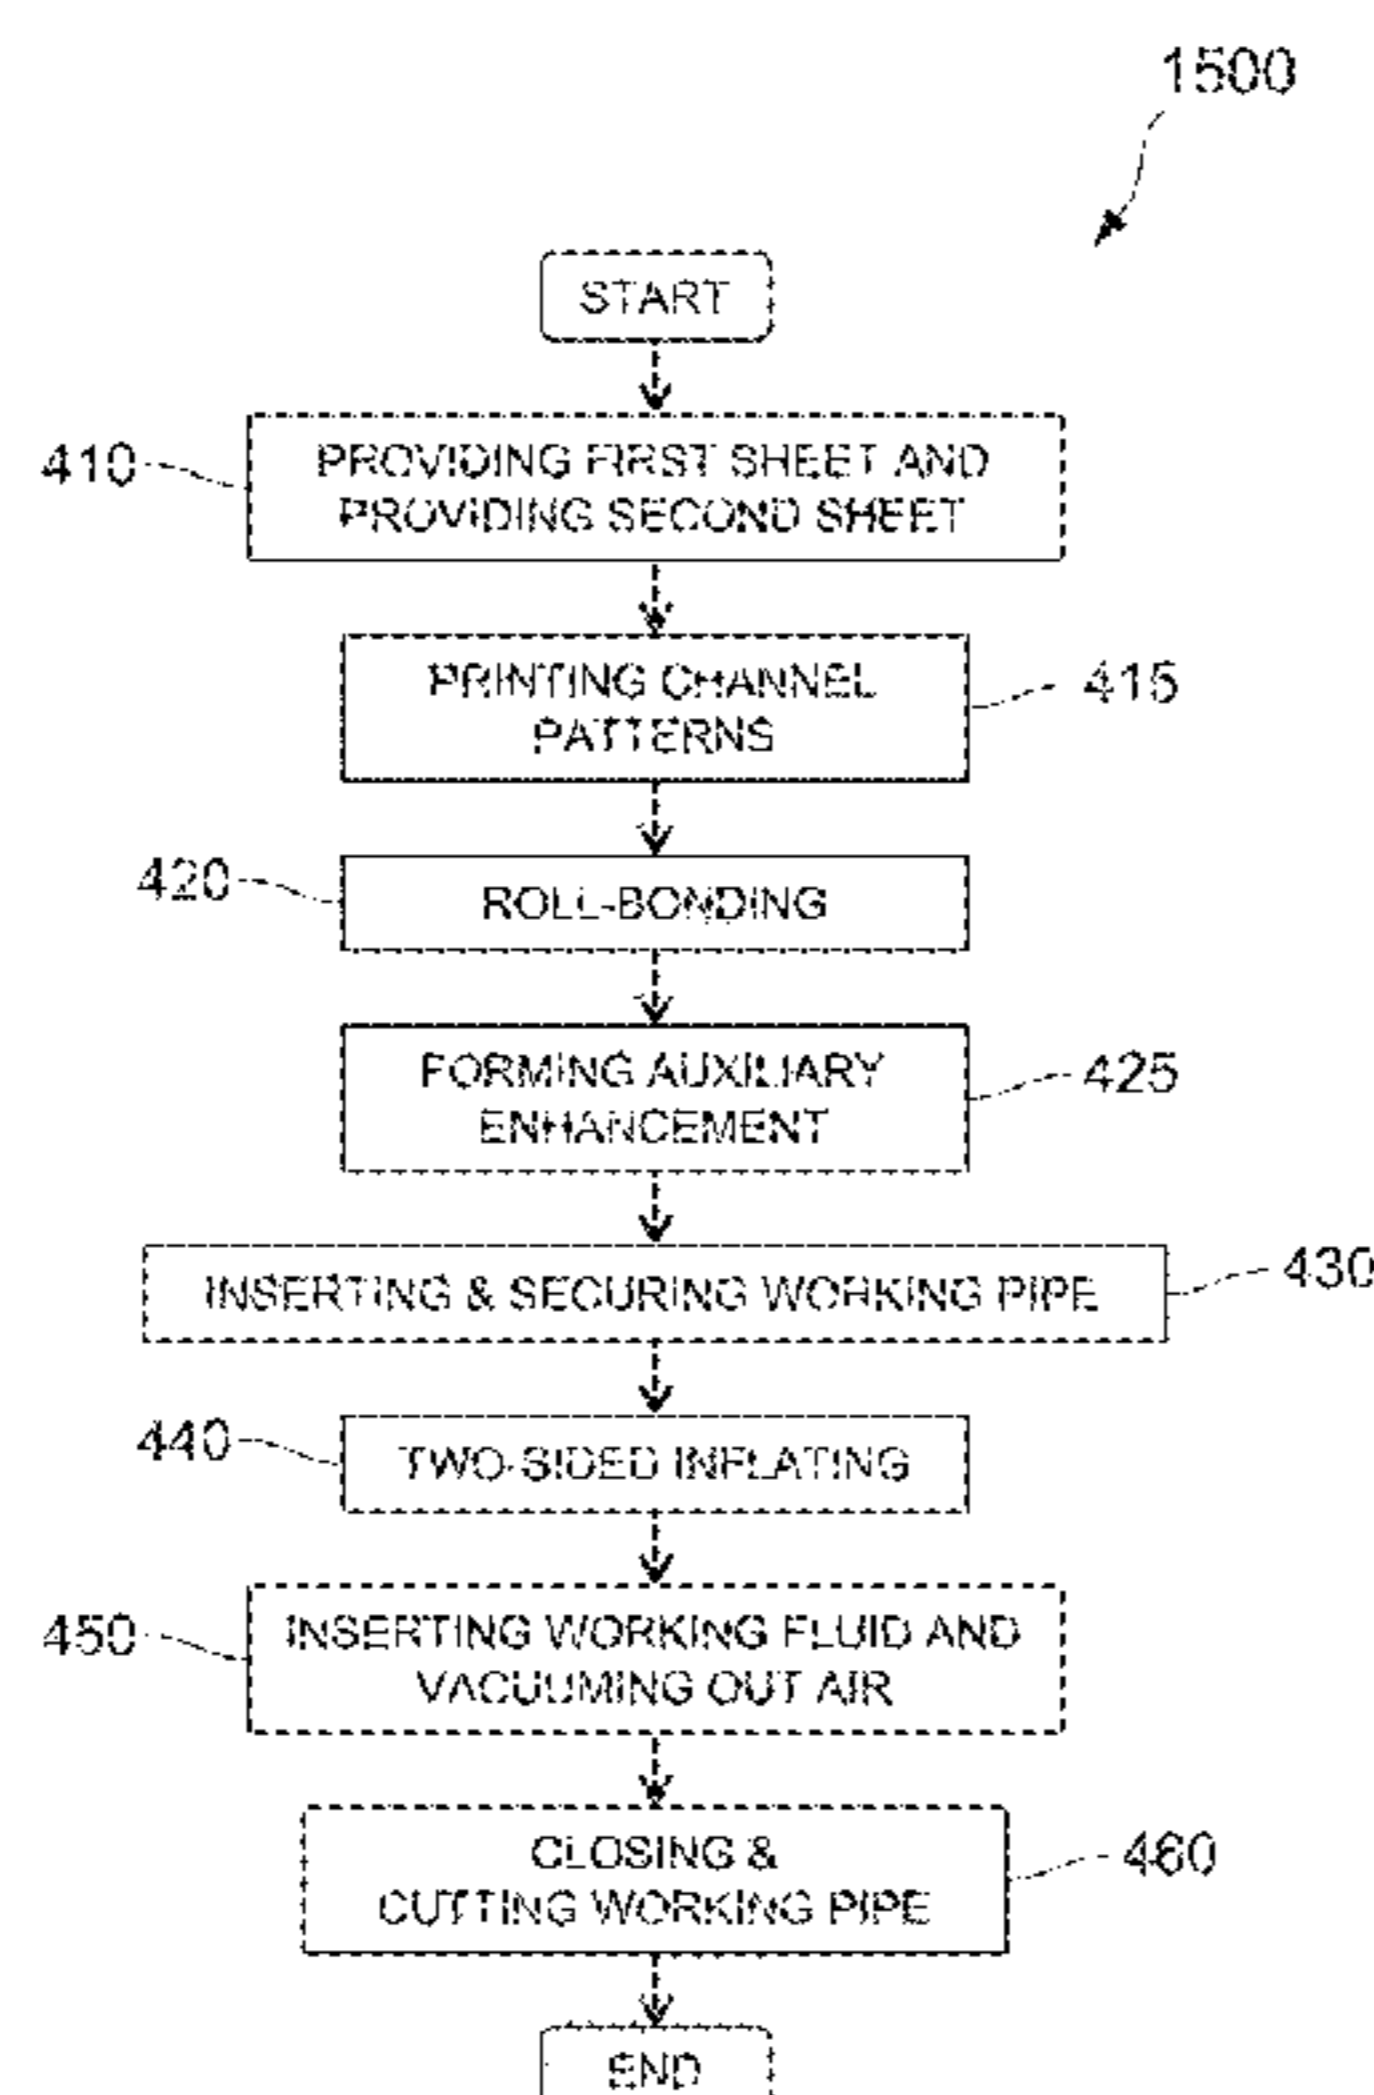 1500
START
410
PROVIDING FIRST SHEET AND
PROVIDING SECOND SHEET
PRINTING CHANNEL
PATTERNS
415
420
ROLL-BONDING
FORMING AUXILIARY
ENHANCEMENT
425
INSERTING & SECURING WORKING PIPE
430
440
TWO-SIDED INFLATING
450
INSERTING WORKING FLUID AND
VACUUMING OUT AIR
CLOSING &
CUTTING WORKING PIPE
460
END